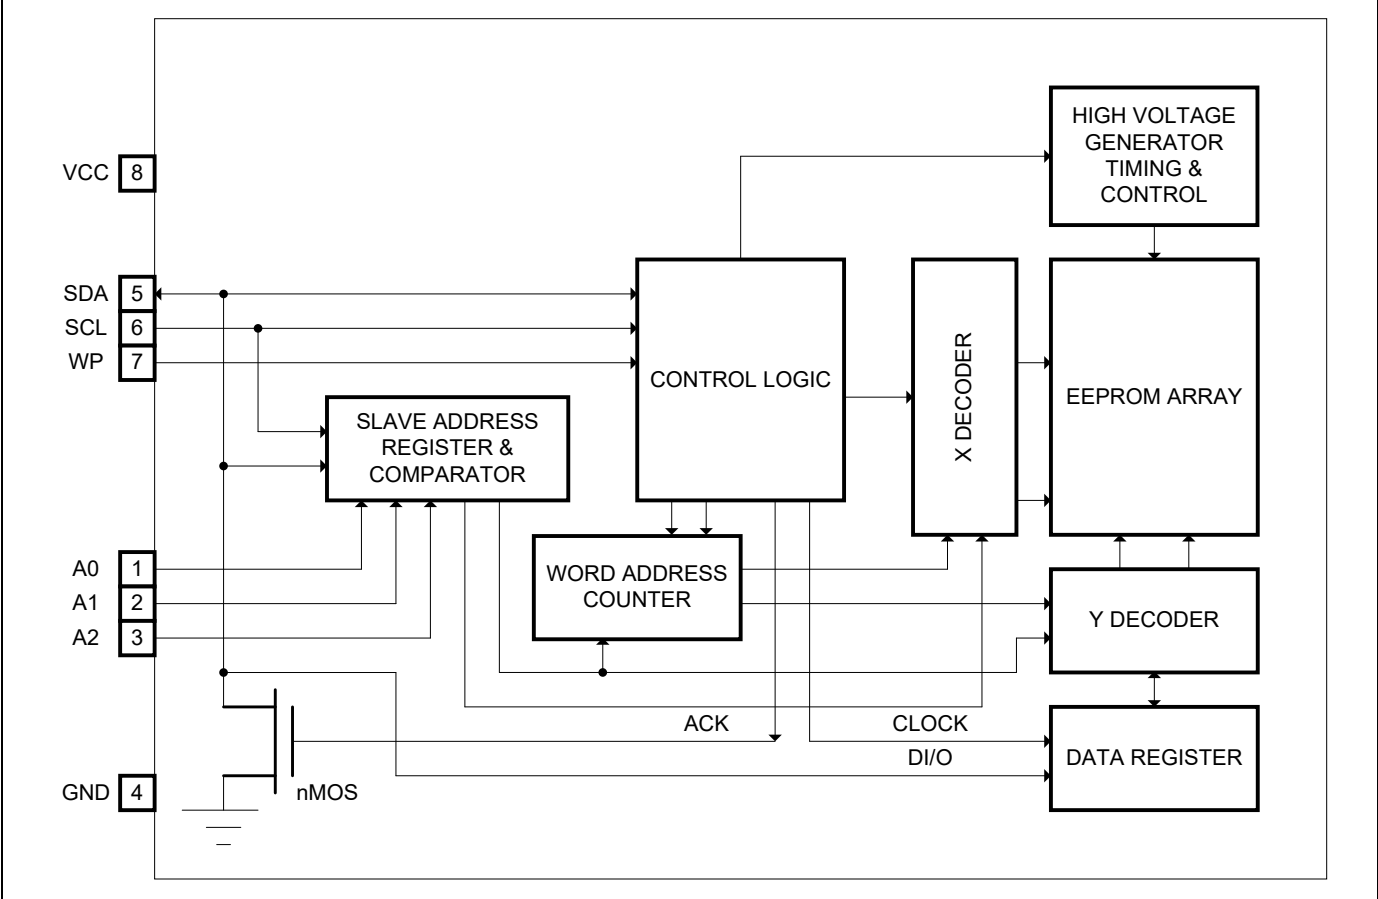 HIGH VOLTAGE
GENERATOR
TIMING &
CONTROL
VCC 8
SDA 5
SCL 6
WP 7
CONTROL LOGIC
X DECODER
EEPROM ARRAY
SLAVE ADDRESS
REGISTER &
COMPARATOR
A0 1
A1 2
A2 3
WORD ADDRESS
COUNTER
Y DECODER
ACK
CLOCK
DI/O
DATA REGISTER
GND 4
nMOS